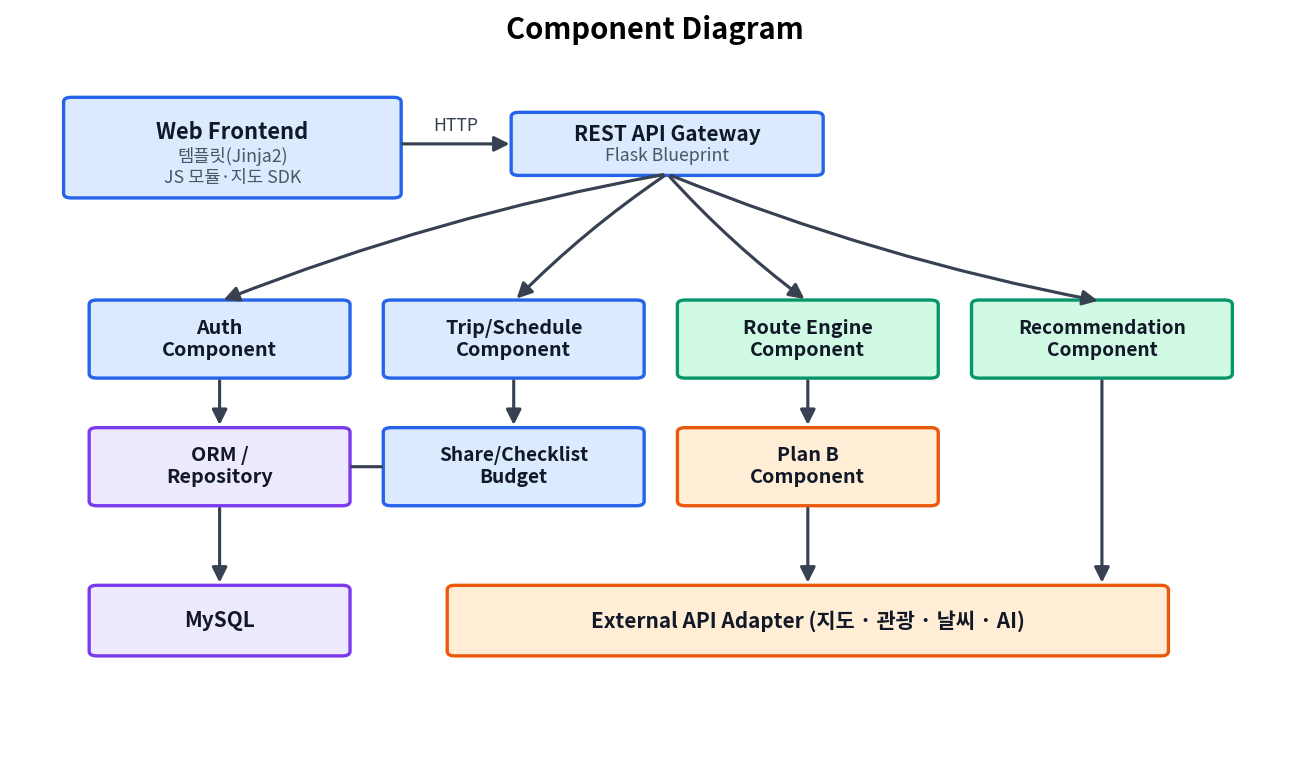 Component Diagram
Web Frontend
템플릿(Jinja2)
JS 모듈·지도 SDK
HTTP
REST API Gateway
Flask Blueprint
Auth
Component
Trip/Schedule
Component
Route Engine
Component
Recommendation
Component
ORM /
Repository
Share/Checklist
Budget
Plan B
Component
MySQL
External API Adapter (지도 · 관광 · 날씨 · AI)